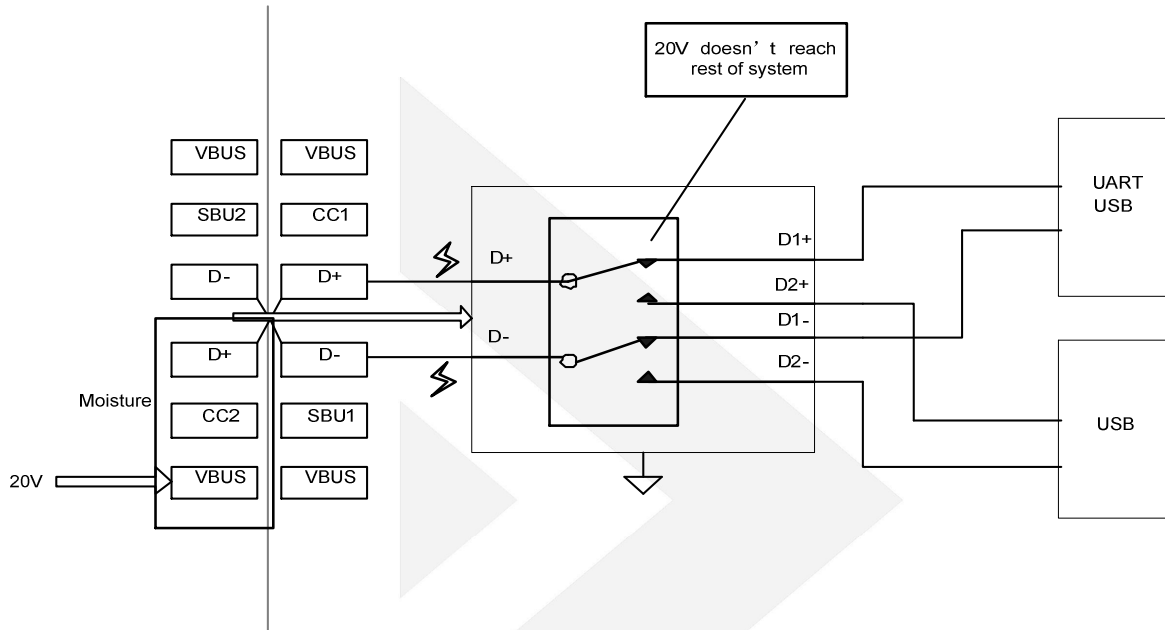 20V doesn't reach
rest of system
VBUS VBUS
SBU2 CC1
D- D+
D+ D-
CC2 SBU1
VBUS VBUS
Moisture
20V
D+
D-
D1+
D2+
D1-
D2-
UART
USB
USB